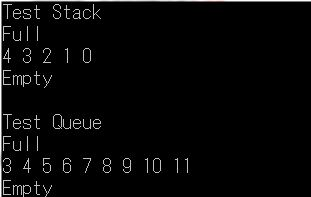 Test Stack
Full
4 3 2 1 0
Empty
Test Queue
Full
3 4 5 6 7 8 9 10 11
Empty